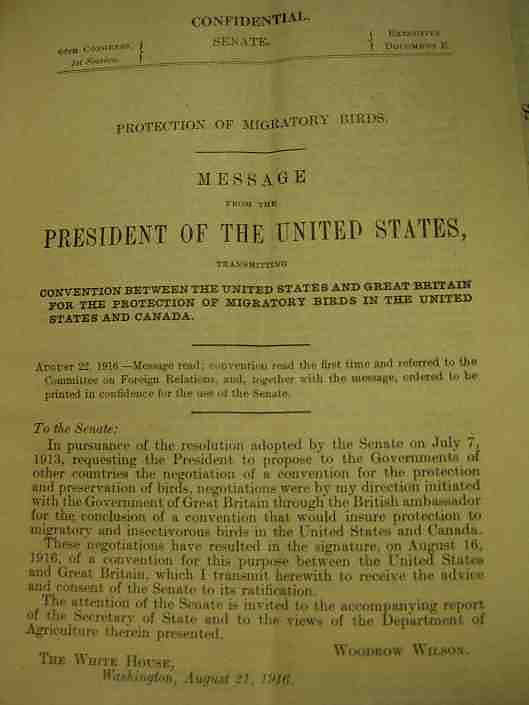 CONFIDENTIAL.
64TH CONGRESS, 1st Session. } SENATE. { EXECUTIVE DOCUMENT E.
PROTECTION OF MIGRATORY BIRDS.
MESSAGE
FROM THE
PRESIDENT OF THE UNITED STATES,
TRANSMITTING
CONVENTION BETWEEN THE UNITED STATES AND GREAT BRITAIN
FOR THE PROTECTION OF MIGRATORY BIRDS IN THE UNITED
STATES AND CANADA.
AUGUST 22, 1916.—Message read; convention read the first time and referred to the
Committee on Foreign Relations, and, together with the message, ordered to be
printed in confidence for the use of the Senate.
To the Senate:
In pursuance of the resolution adopted by the Senate on July 7,
1913, requesting the President to propose to the Governments of
other countries the negotiation of a convention for the protection
and preservation of birds, negotiations were by my direction initiated
with the Government of Great Britain through the British ambassador
for the conclusion of a convention that would insure protection to
migratory and insectivorous birds in the United States and Canada.
These negotiations have resulted in the signature, on August 16,
1916, of a convention for this purpose between the United States
and Great Britain, which I transmit herewith to receive the advice
and consent of the Senate to its ratification.
The attention of the Senate is invited to the accompanying report
of the Secretary of State and to the views of the Department of
Agriculture therein presented.
WOODROW WILSON.
THE WHITE HOUSE,
Washington, August 21, 1916.